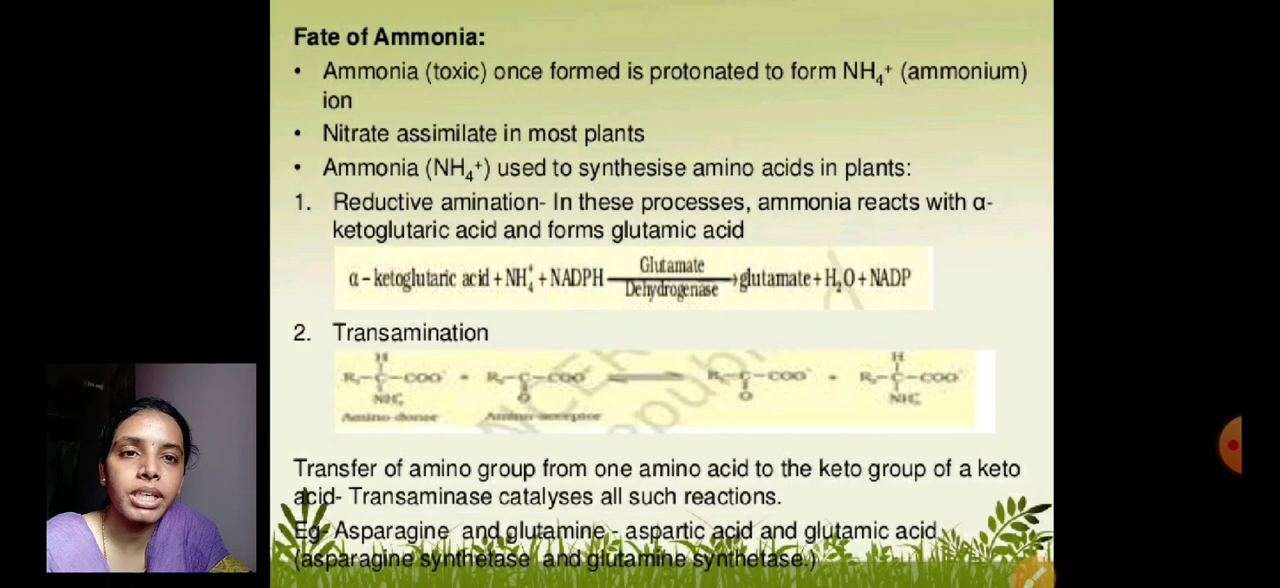 Fate of Ammonia:
• Ammonia (toxic) once formed is protonated to form NH₄⁺ (ammonium)
ion
• Nitrate assimilate in most plants
• Ammonia (NH₄⁺) used to synthesise amino acids in plants:
1. Reductive amination- In these processes, ammonia reacts with α-
ketoglutaric acid and forms glutamic acid
Glutamate
α – ketoglutaric acid + NH₄⁺ + NADPH ⟶ glutamate + H₂O + NADP
Dehydrogenase
2. Transamination
H H
–C–COO⁻ + –C–COO⁻ ⇌ –C–COO⁻ + –C–COO⁻
O O
Amino-donor Amino-acceptor
Transfer of amino group from one amino acid to the keto group of a keto
acid- Transaminase catalyses all such reactions.
Eg- Asparagine and glutamine - aspartic acid and glutamic acid
(asparagine synthetase and glutamine synthetase.)